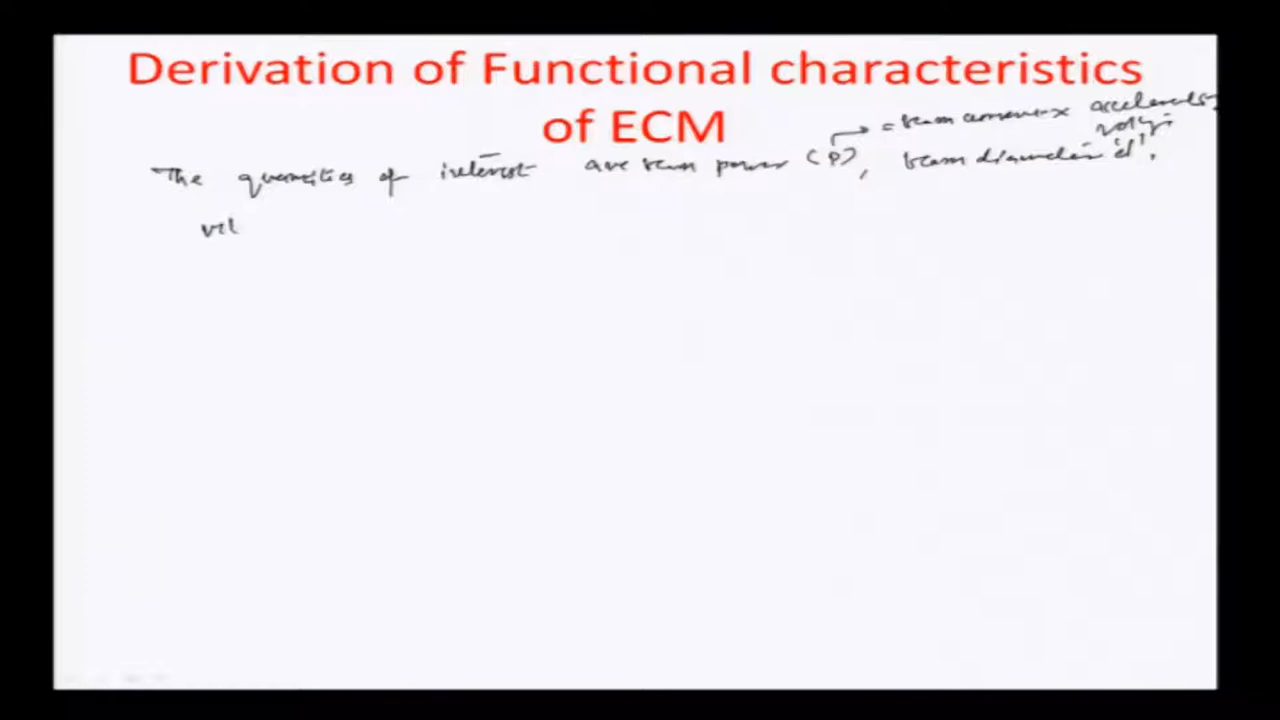 Derivation of Functional characteristics
of ECM
= beam current x accelerating
voltage
The quantities of interest are beam power (P), beam diameter 'd',
vel